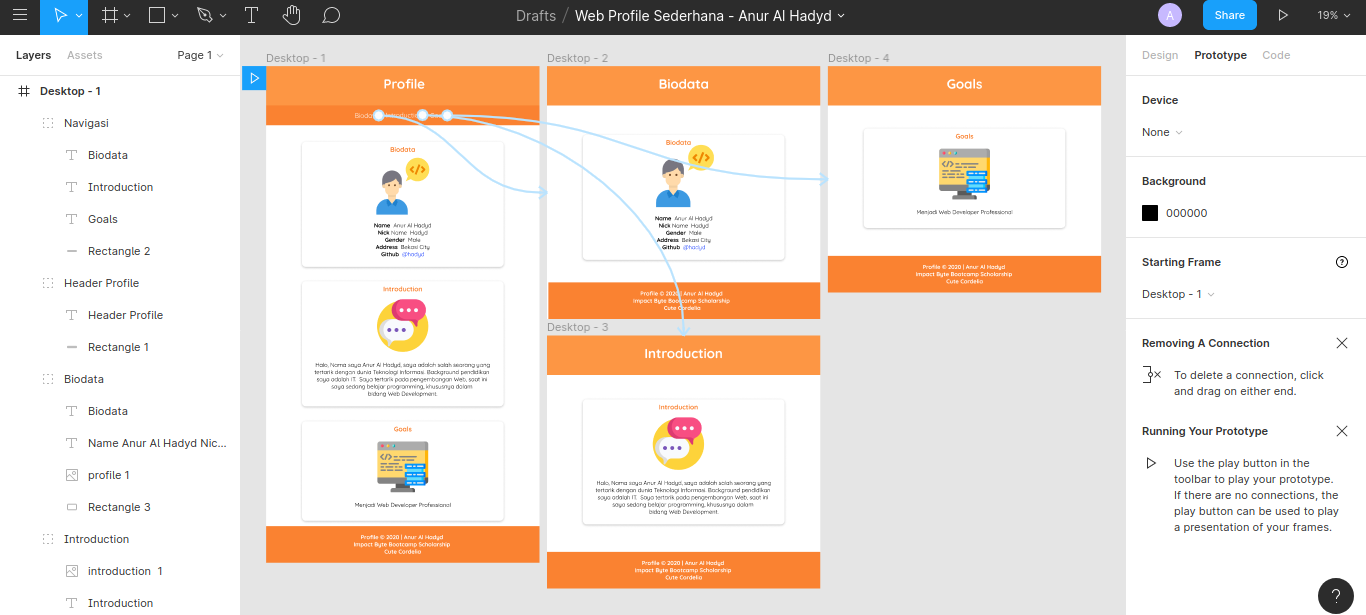 Drafts / Web Profile Sederhana - Anur Al Hadyd
A
Share
19%
Layers
Assets
Page 1
Desktop - 1
Navigasi
Biodata
Introduction
Goals
Rectangle 2
Header Profile
Header Profile
Rectangle 1
Biodata
Biodata
Name Anur Al Hadyd Nic...
profile 1
Rectangle 3
Introduction
introduction 1
Introduction
Desktop - 1
Profile
Biodata
Name Anur Al Hadyd
Nick Name Hadyd
Gender Male
Address Bekasi City
Github @hadyd
Introduction
Halo, Nama saya Anur Al Hadyd, saya adalah salah seorang yang
tertarik dengan dunia Teknologi Informasi. Background pendidikan
saya adalah IT. Saya tertarik pada pengembangan Web, saat ini
saya sedang belajar programming, khususnya dalam
bidang Web Development.
Goals
Menjadi Web Developer Professional
Profile © 2020 | Anur Al Hadyd
Impact Byte Bootcamp Scholarship
Cute Cordelia
Desktop - 2
Biodata
Biodata
Name Anur Al Hadyd
Nick Name Hadyd
Gender Male
Address Bekasi City
Github @hadyd
Profile © 2020 | Anur Al Hadyd
Impact Byte Bootcamp Scholarship
Cute Cordelia
Desktop - 3
Introduction
Introduction
Halo, Nama saya Anur Al Hadyd, saya adalah salah seorang yang
tertarik dengan dunia Teknologi Informasi. Background pendidikan
saya adalah IT. Saya tertarik pada pengembangan Web, saat ini
saya sedang belajar programming, khususnya dalam
bidang Web Development.
Profile © 2020 | Anur Al Hadyd
Impact Byte Bootcamp Scholarship
Cute Cordelia
Desktop - 4
Goals
Goals
Menjadi Web Developer Professional
Profile © 2020 | Anur Al Hadyd
Impact Byte Bootcamp Scholarship
Cute Cordelia
Design
Prototype
Code
Device
None
Background
000000
Starting Frame
?
Desktop - 1
Removing A Connection
To delete a connection, click
and drag on either end.
Running Your Prototype
Use the play button in the
toolbar to play your prototype.
If there are no connections, the
play button can be used to play
a presentation of your frames.
?